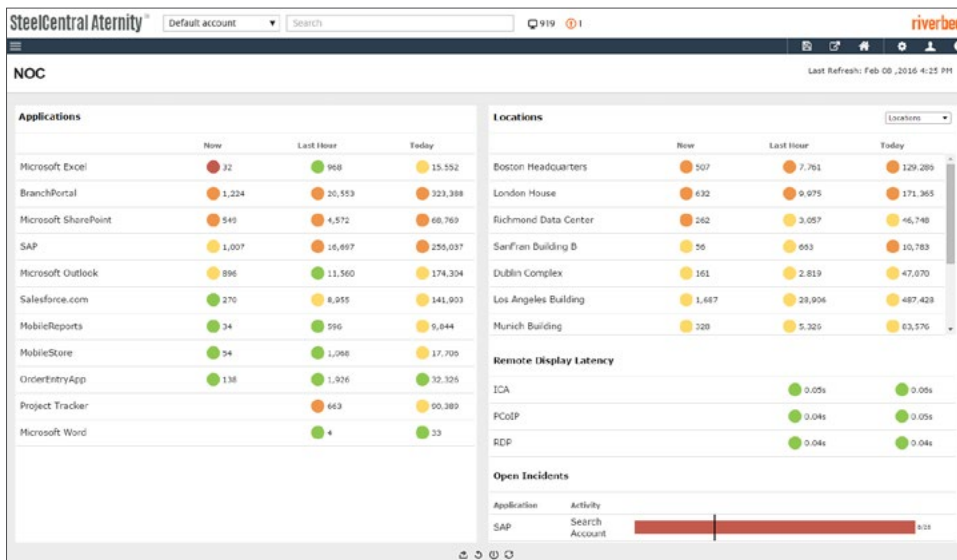 SteelCentral Aternity Default account Search 919 1
NOC Last Refresh: Feb 08 ,2016 4:25 PM
Applications
Now Last Hour Today
Microsoft Excel 32 968 15,552
BranchPortal 1,224 20,553 323,388
Microsoft SharePoint 549 4,572 68,769
SAP 1,007 16,697 256,037
Microsoft Outlook 896 11,560 174,304
Salesforce.com 270 8,955 141,903
MobileReports 34 596 9,844
MobileStore 54 1,068 17,706
OrderEntryApp 138 1,926 32,326
Project Tracker 663 90,389
Microsoft Word 4 33
Locations Locations
Now Last Hour Today
Boston Headquarters 507 7,761 129,286
London House 632 9,975 171,365
Richmond Data Center 262 3,057 46,748
SanFran Building B 56 663 10,783
Dublin Complex 161 2,819 47,070
Los Angeles Building 1,687 28,906 487,428
Munich Building 328 5,326 83,576
Remote Display Latency
ICA 0.05s 0.06s
PCoIP 0.04s 0.05s
RDP 0.04s 0.04s
Open Incidents
Application Activity
SAP Search
Account